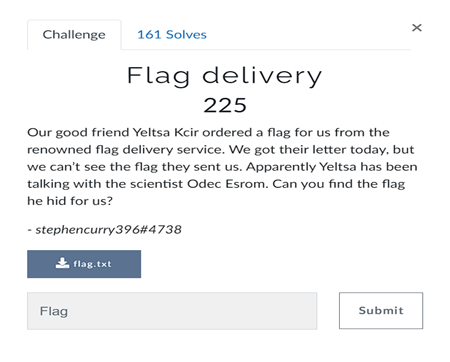 Challenge
161 Solves
×
Flag delivery
225
Our good friend Yeltsa Kcir ordered a flag for us from the
renowned flag delivery service. We got their letter today, but
we can't see the flag they sent us. Apparently Yeltsa has been
talking with the scientist Odec Esrom. Can you find the flag
he hid for us?
- stephencurry396#4738
flag.txt
Flag
Submit